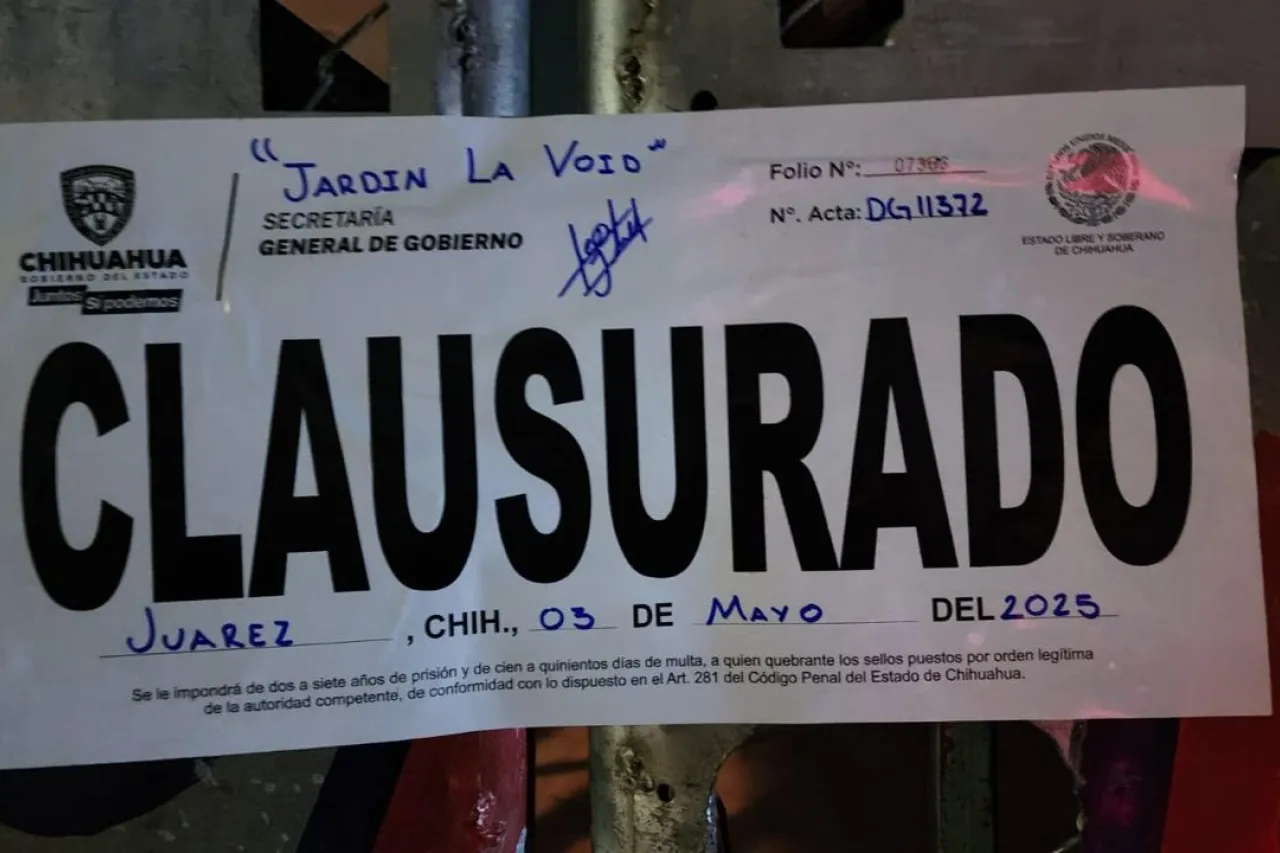 "JARDIN LA VOID"
SECRETARÍA
GENERAL DE GOBIERNO
CHIHUAHUA
GOBIERNO DEL ESTADO
Juntos Sí podemos
Folio Nº:
Nº. Acta: DG11372
ESTADO LIBRE Y SOBERANO
DE CHIHUAHUA
CLAUSURADO
JUAREZ, CHIH., 03 DE MAYO DEL 2025
Se le impondrá de dos a siete años de prisión y de cien a quinientos días de multa, a quien quebrante los sellos puestos por orden legítima
de la autoridad competente, de conformidad con lo dispuesto en el Art. 281 del Código Penal del Estado de Chihuahua.